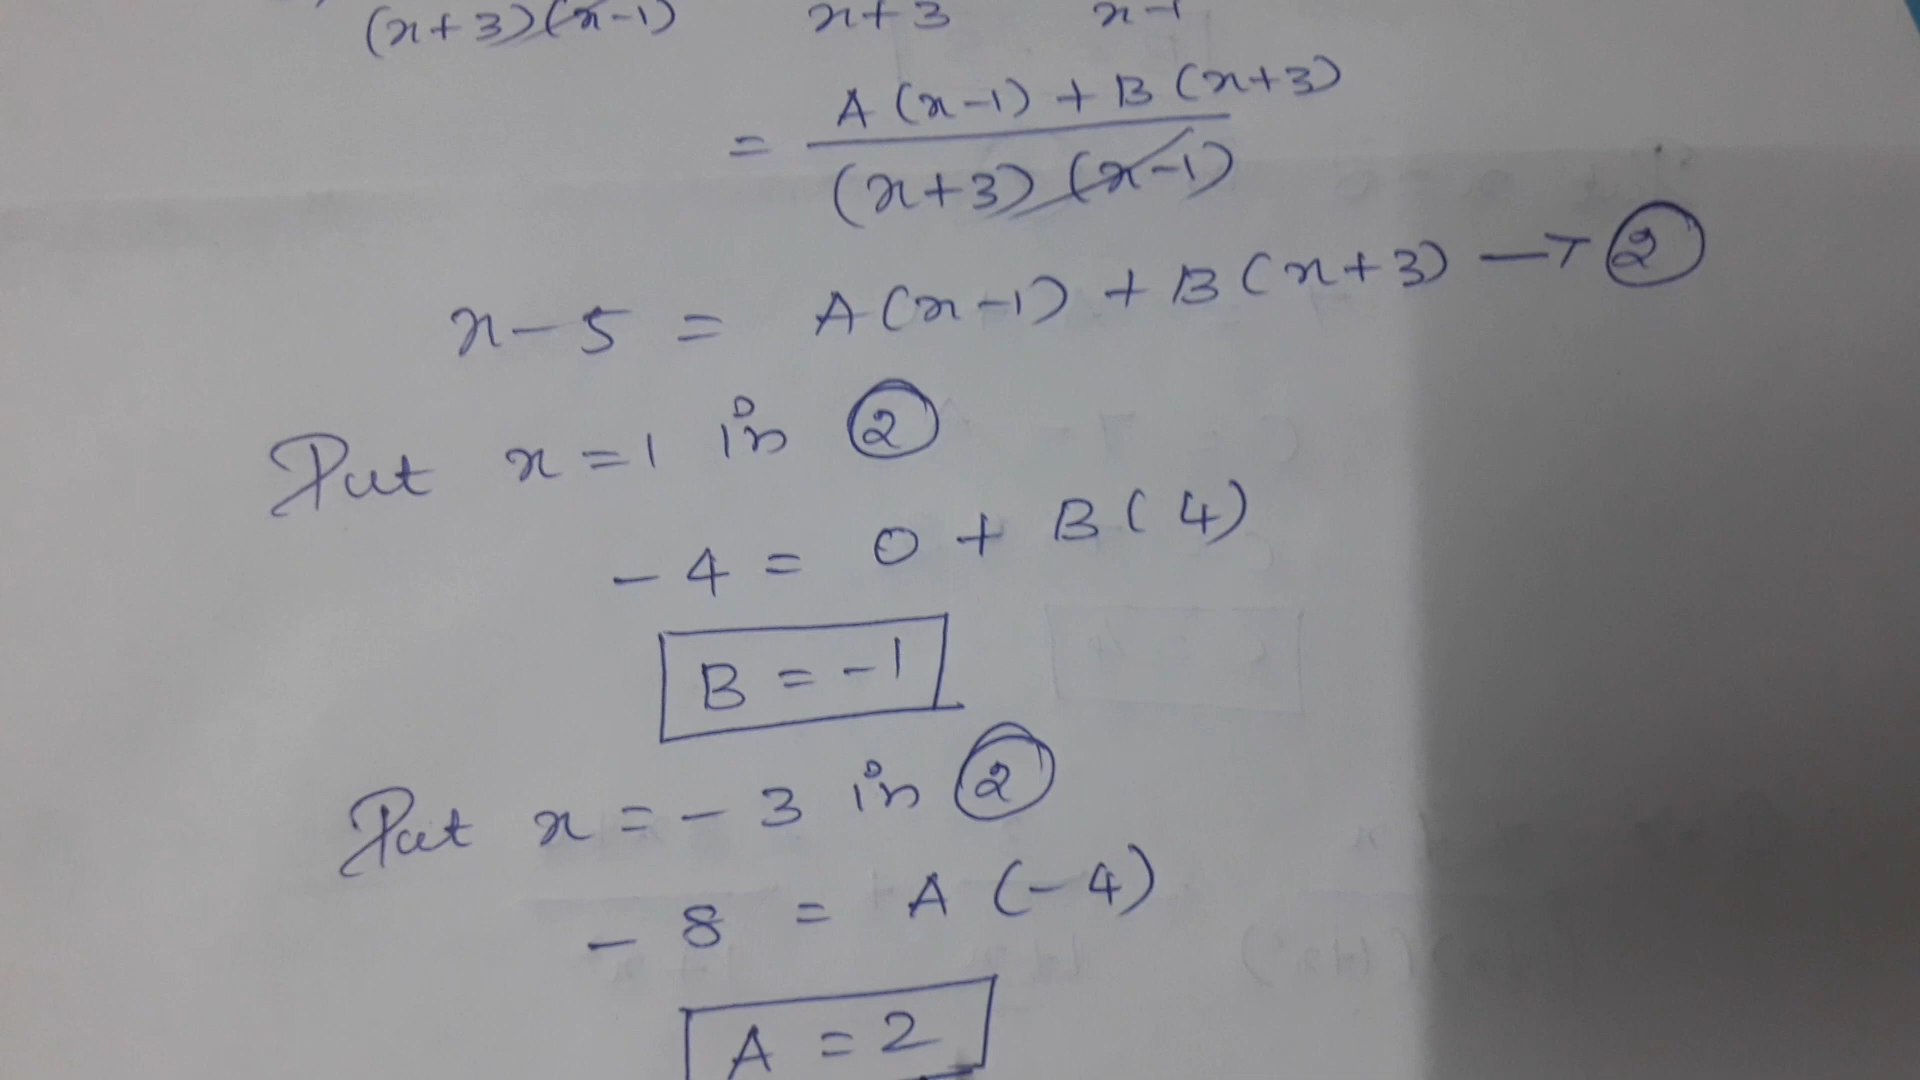 (x+3)(x-1) x+3 x-1
A(x-1)+B(x+3)
=
(x+3)(x-1)
x-5 = A(x-1)+B(x+3) → ②
Put x=1 in ②
-4 = 0 + B(4)
B = -1
Put x=-3 in ②
-8 = A(-4)
A = 2